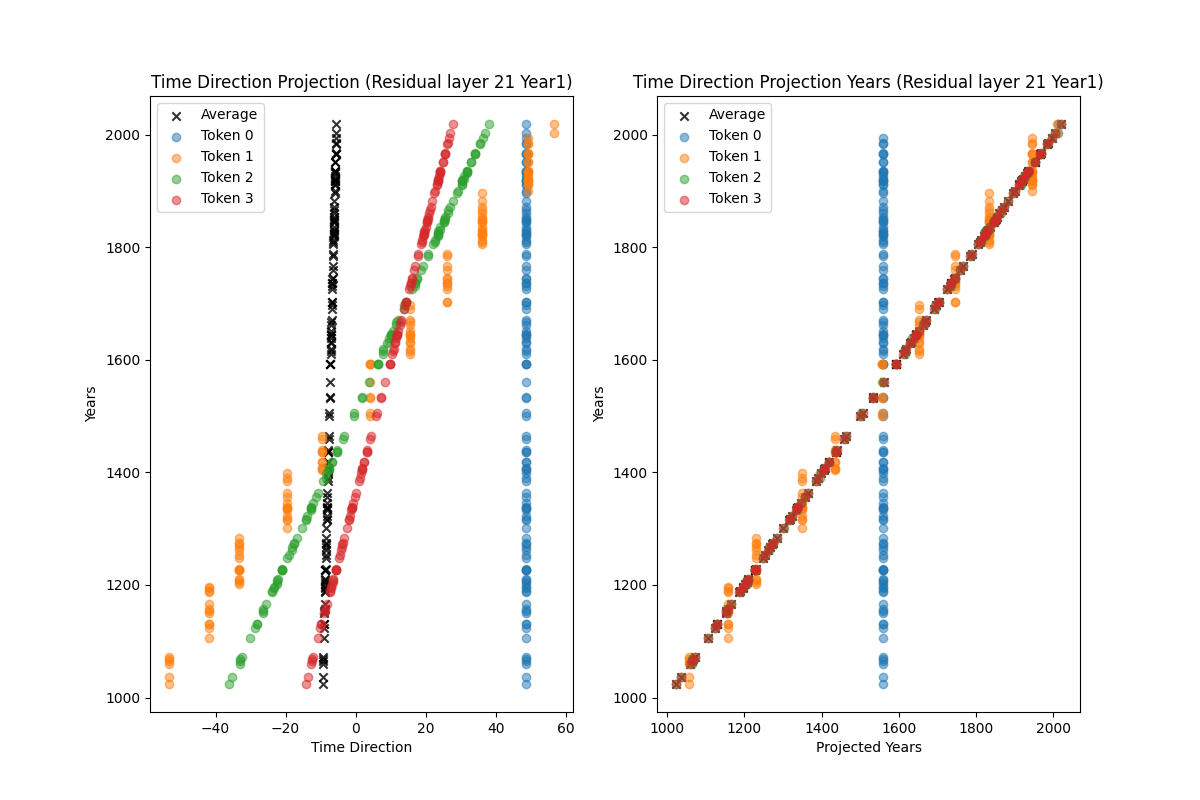 Time Direction Projection (Residual layer 21 Year1)
Average
Token 0
Token 1
Token 2
Token 3
Years
2000
1800
1600
1400
1200
1000
−40
−20
0
20
40
60
Time Direction
Time Direction Projection Years (Residual layer 21 Year1)
Average
Token 0
Token 1
Token 2
Token 3
Years
2000
1800
1600
1400
1200
1000
1000
1200
1400
1600
1800
2000
Projected Years